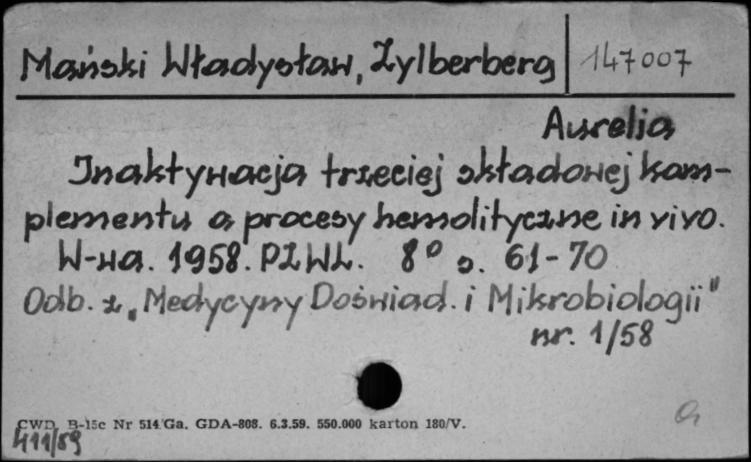 Mański Władysław, Zylberberg 147007
Aurelia
Inaktywacja trzeciej składowej kom-
plementu a procesy hemolityczne in vivo.
W-wa. 1958. PZWL. 8° s. 61-70
Odb. z „Medycyny Doświad. i Mikrobiologii"
nr. 1/58
CWD. B-15c Nr 514/Ga. GDA-808. 6.3.59. 550.000 karton 180/V.
411/59